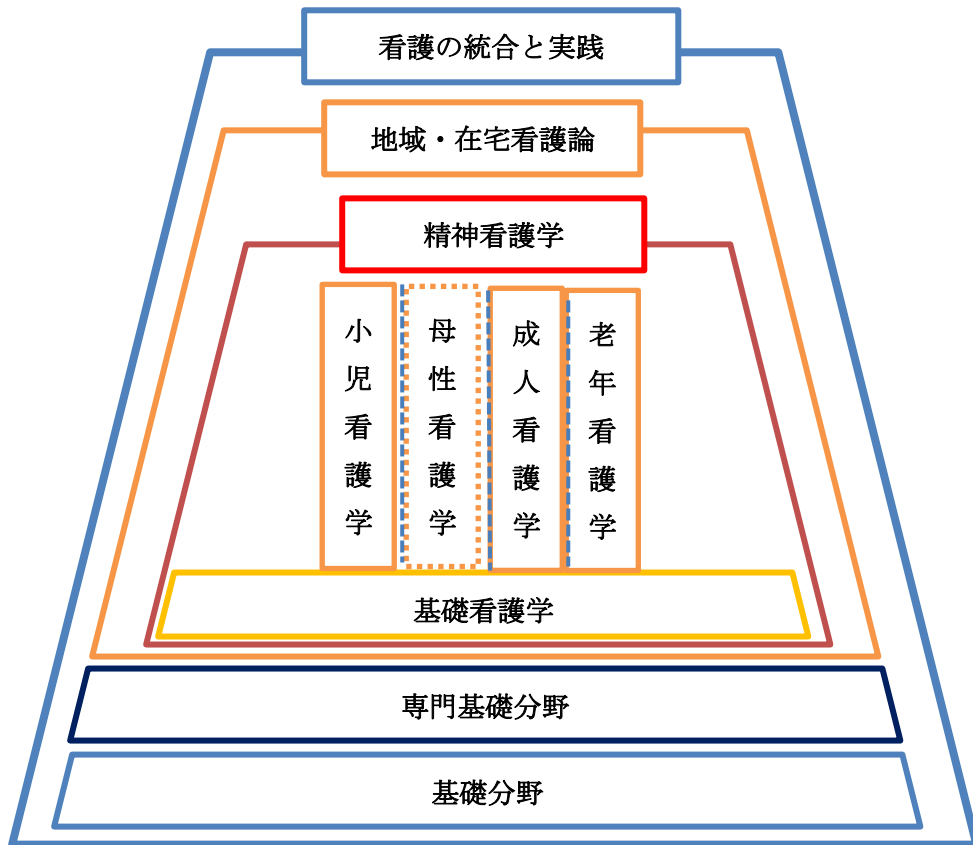 看護の統合と実践
地域・在宅看護論
精神看護学
小児看護学
母性看護学
成人看護学
老年看護学
基礎看護学
専門基礎分野
基礎分野